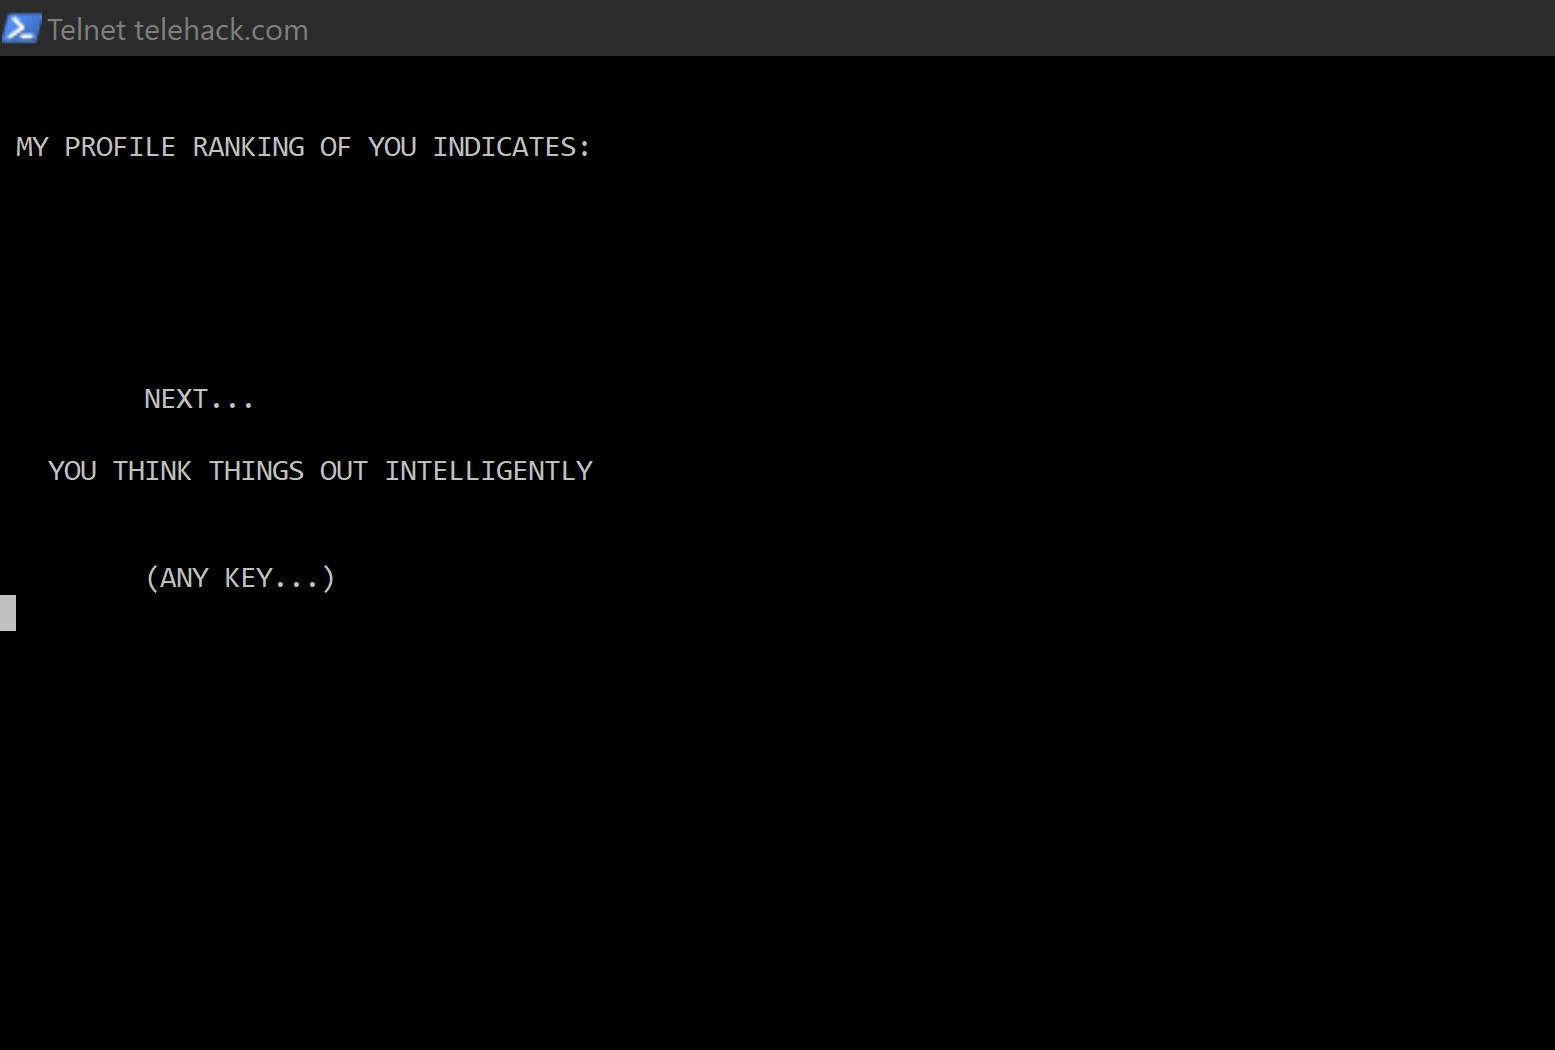 Telnet telehack.com
MY PROFILE RANKING OF YOU INDICATES:
NEXT...
YOU THINK THINGS OUT INTELLIGENTLY
(ANY KEY...)